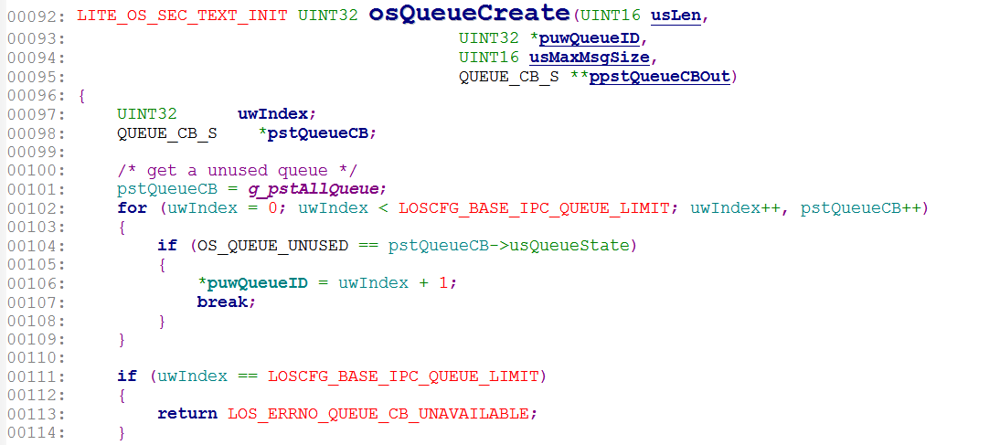 00092: LITE_OS_SEC_TEXT_INIT UINT32 osQueueCreate(UINT16 usLen,
00093:                                       UINT32 *puwQueueID,
00094:                                       UINT16 usMaxMsgSize,
00095:                                       QUEUE_CB_S **ppstQueueCBOut)
00096: {
00097:     UINT32      uwIndex;
00098:     QUEUE_CB_S    *pstQueueCB;
00099:
00100:     /* get a unused queue */
00101:     pstQueueCB = g_pstAllQueue;
00102:     for (uwIndex = 0; uwIndex < LOSCFG_BASE_IPC_QUEUE_LIMIT; uwIndex++, pstQueueCB++)
00103:     {
00104:         if (OS_QUEUE_UNUSED == pstQueueCB->usQueueState)
00105:         {
00106:             *puwQueueID = uwIndex + 1;
00107:             break;
00108:         }
00109:     }
00110:
00111:     if (uwIndex == LOSCFG_BASE_IPC_QUEUE_LIMIT)
00112:     {
00113:         return LOS_ERRNO_QUEUE_CB_UNAVAILABLE;
00114:     }